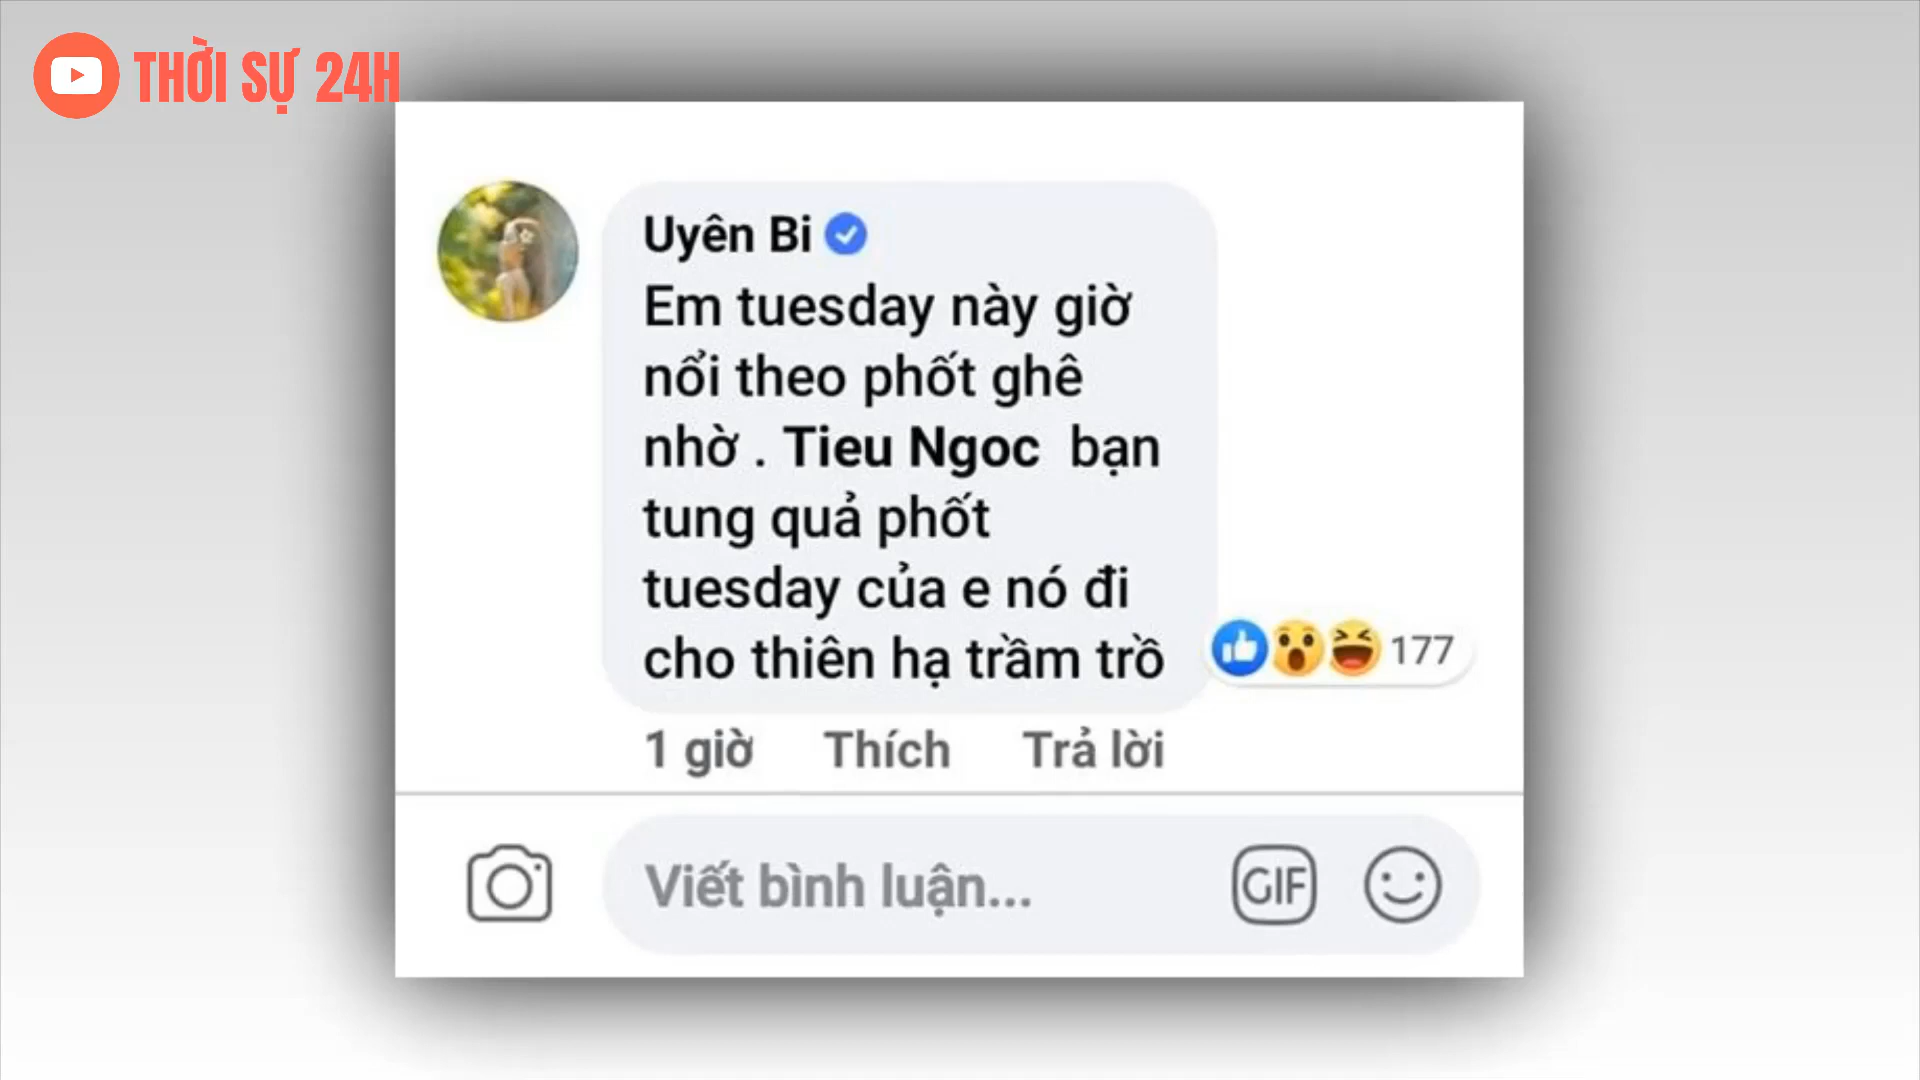 THỜI SỰ 24H
Uyên Bi
Em tuesday này giờ
nổi theo phốt ghê
nhờ . Tieu Ngoc bạn
tung quả phốt
tuesday của e nó đi
cho thiên hạ trầm trồ
177
1 giờ Thích Trả lời
Viết bình luận...
GIF